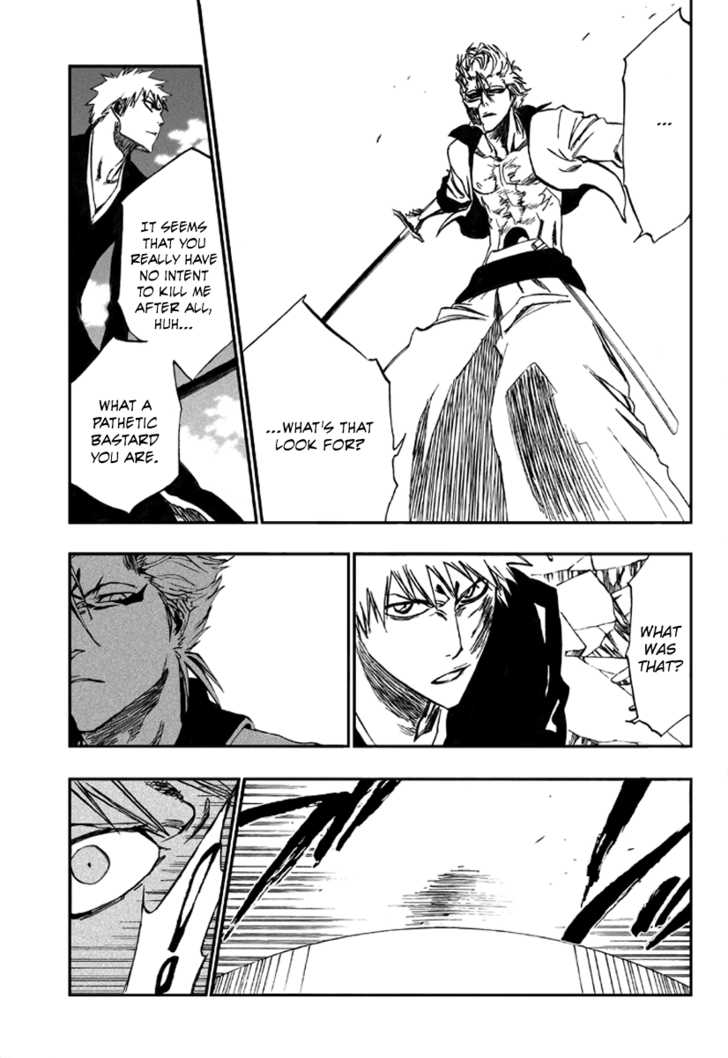 ...
...WHAT'S THAT
LOOK FOR?
IT SEEMS
THAT YOU
REALLY HAVE
NO INTENT
TO KILL ME
AFTER ALL,
HUH...
WHAT A
PATHETIC
BASTARD
YOU ARE.
WHAT
WAS
THAT?